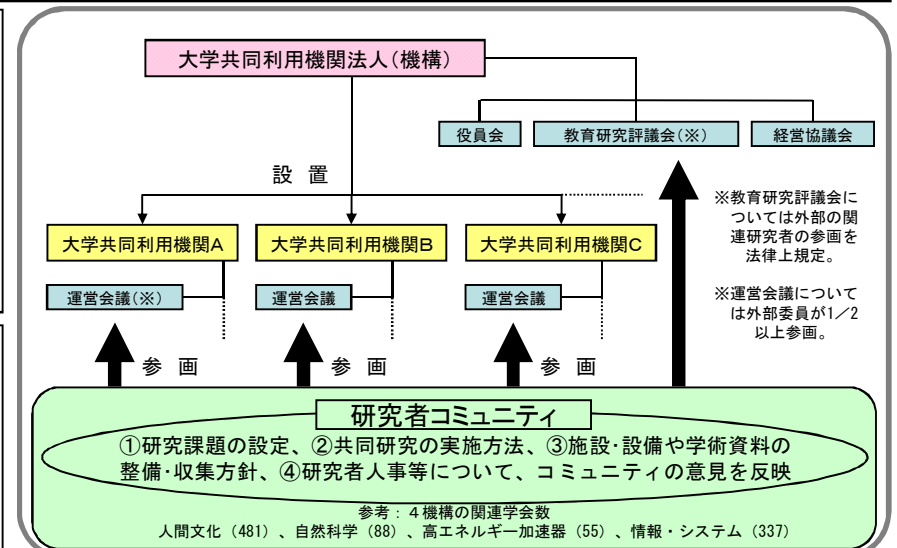 大学共同利用機関法人(機構)
役員会
教育研究評議会(※)
経営協議会
設 置
※教育研究評議会に
ついては外部の関
連研究者の参画を
法律上規定。
大学共同利用機関A
大学共同利用機関B
大学共同利用機関C
運営会議(※)
運営会議
運営会議
※運営会議について
は外部委員が1/2
以上参画。
参 画
参 画
参 画
研究者コミュニティ
①研究課題の設定、②共同研究の実施方法、③施設・設備や学術資料の
整備・収集方針、④研究者人事等について、コミュニティの意見を反映
参考：４機構の関連学会数
人間文化（481）、自然科学（88）、高エネルギー加速器（55）、情報・システム（337）